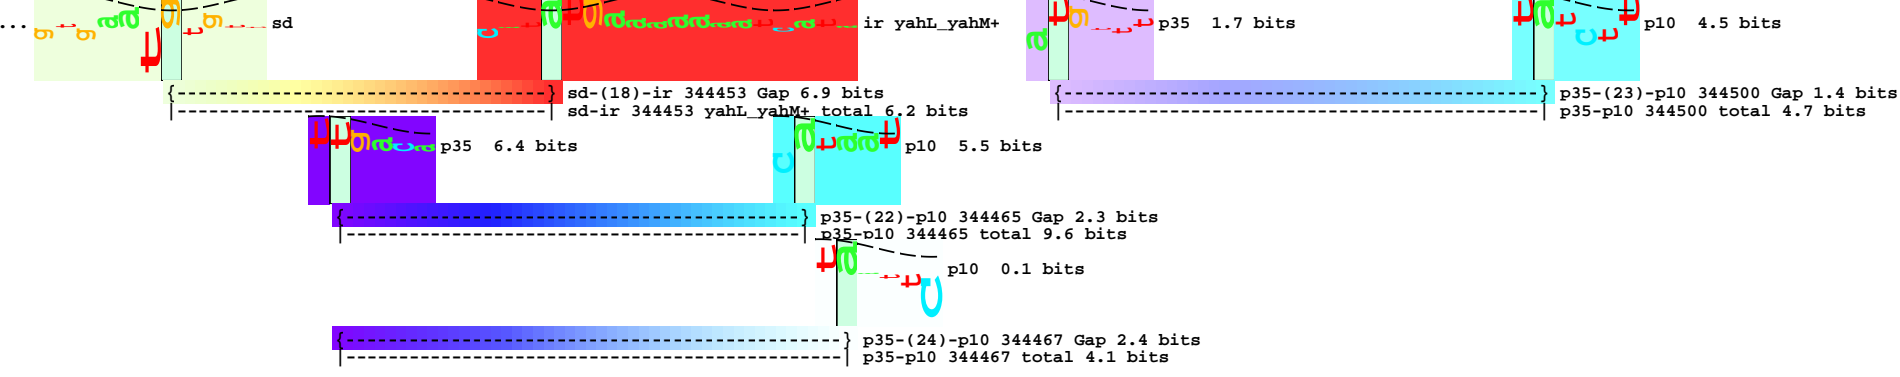 ... sd ir yahL_yahM+ p35 1.7 bits p10 4.5 bits
{---------------------------------} sd-(18)-ir 344453 Gap 6.9 bits {------------------------------------------} p35-(23)-p10 344500 Gap 1.4 bits
|---------------------------------| sd-ir 344453 yahL_yahM+ total 6.2 bits |------------------------------------------| p35-p10 344500 total 4.7 bits
p35 6.4 bits p10 5.5 bits
{----------------------------------------} p35-(22)-p10 344465 Gap 2.3 bits
|----------------------------------------| p35-p10 344465 total 9.6 bits
p10 0.1 bits
{--------------------------------------------} p35-(24)-p10 344467 Gap 2.4 bits
|--------------------------------------------| p35-p10 344467 total 4.1 bits